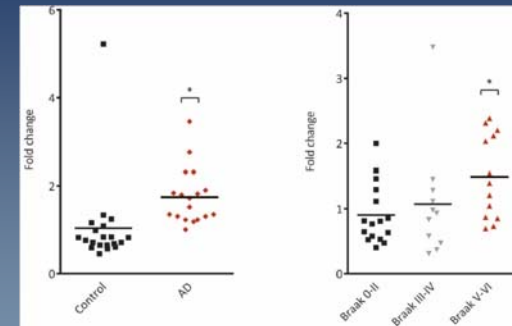 6
4
2
0
Fold change
*
Control
AD
4
3
2
1
0
Fold change
*
Braak 0-II
Braak III-IV
Braak V-VI